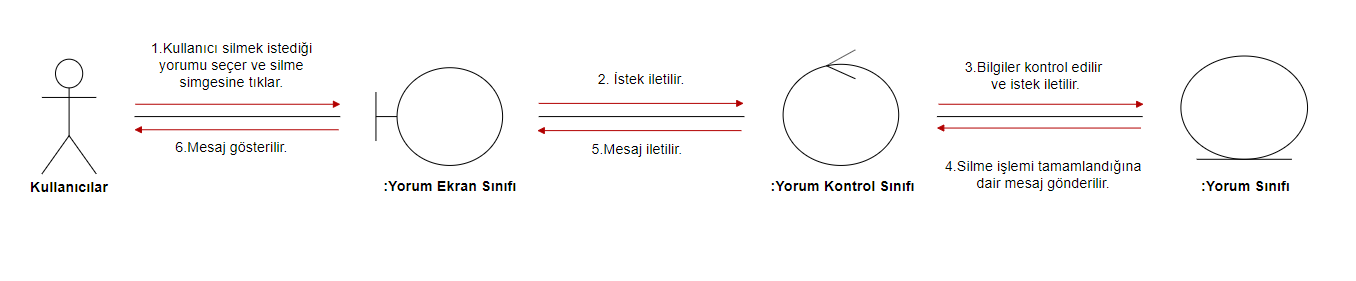 1.Kullanıcı silmek istediği
yorumu seçer ve silme
simgesine tıklar.
6.Mesaj gösterilir.
Kullanıcılar
:Yorum Ekran Sınıfı
2. İstek iletilir.
5.Mesaj iletilir.
:Yorum Kontrol Sınıfı
3.Bilgiler kontrol edilir
ve istek iletilir.
4.Silme işlemi tamamlandığına
dair mesaj gönderilir.
:Yorum Sınıfı